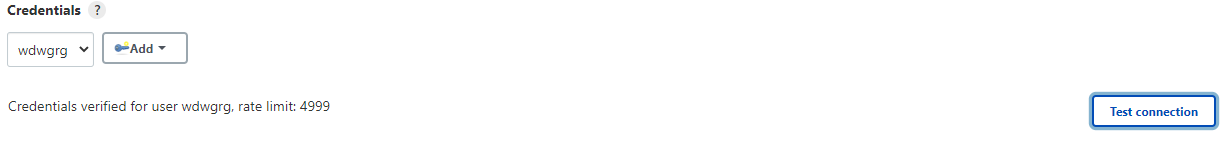 Credentials ?
wdwgrg Add
Credentials verified for user wdwgrg, rate limit: 4999
Test connection